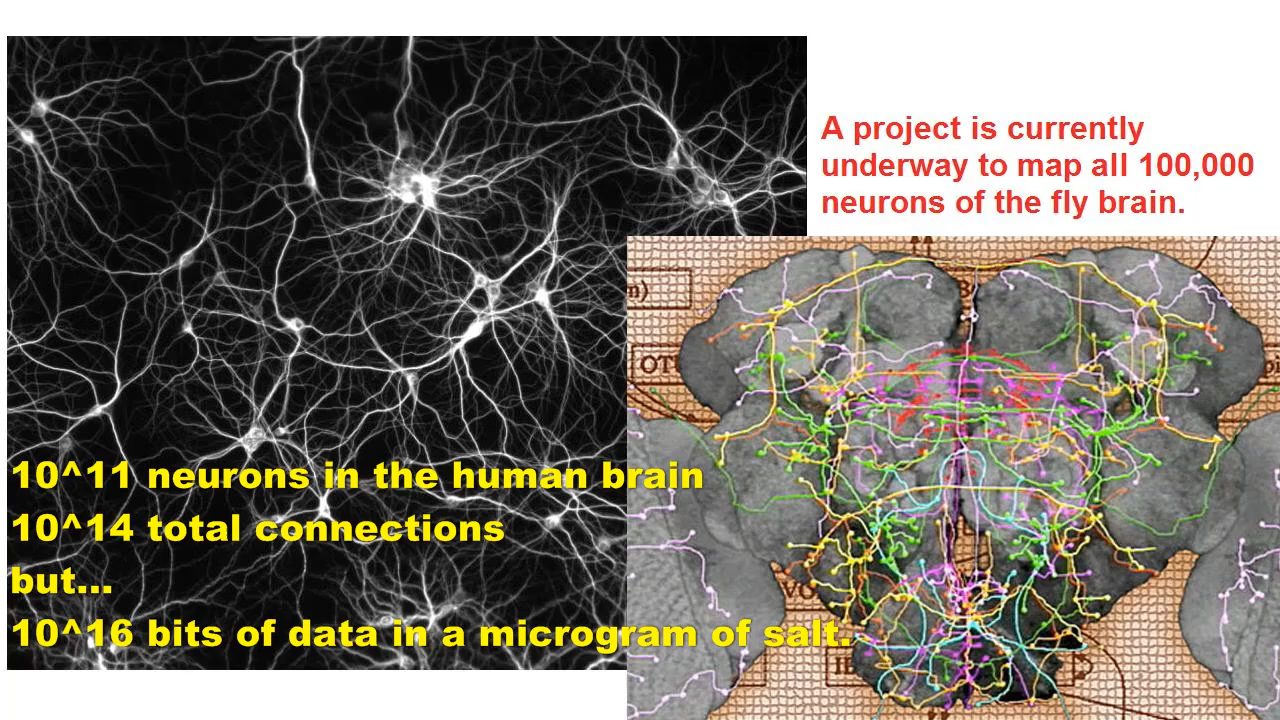 A project is currently
underway to map all 100,000
neurons of the fly brain.
10^11 neurons in the human brain
10^14 total connections
but...
10^16 bits of data in a microgram of salt.